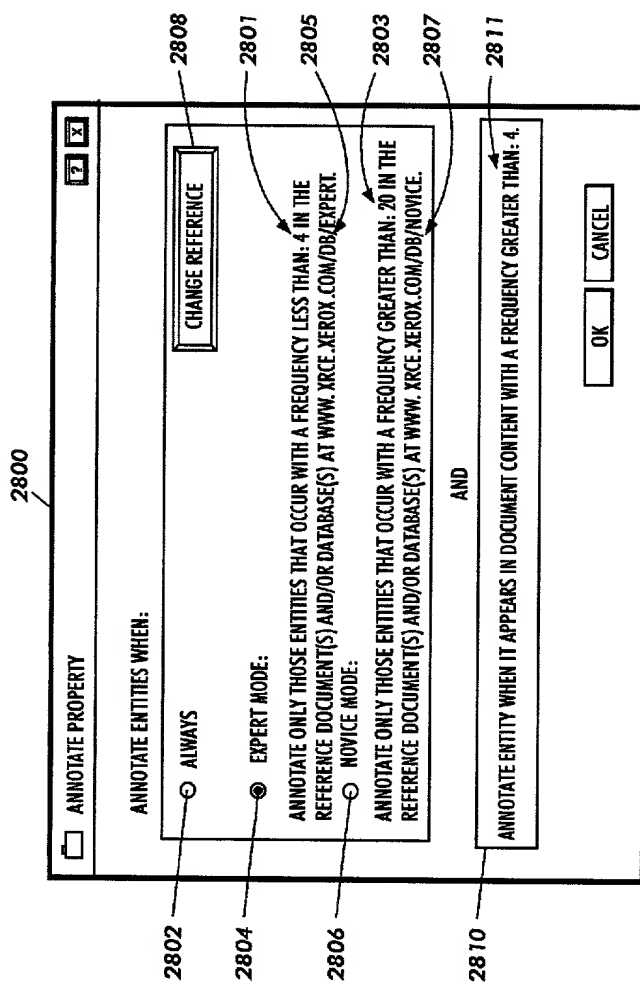 2800
ANNOTATE PROPERTY
? X
ANNOTATE ENTITIES WHEN:
2802
ALWAYS
CHANGE REFERENCE
2808
2804
EXPERT MODE:
ANNOTATE ONLY THOSE ENTITIES THAT OCCUR WITH A FREQUENCY LESS THAN: 4 IN THE
2801
REFERENCE DOCUMENT(S) AND/OR DATABASE(S) AT WWW. XRCE.XEROX.COM/DB/EXPERT.
2805
2806
NOVICE MODE:
ANNOTATE ONLY THOSE ENTITIES THAT OCCUR WITH A FREQUENCY GREATER THAN: 20 IN THE
2803
REFERENCE DOCUMENT(S) AND/OR DATABASE(S) AT WWW. XRCE.XEROX.COM/DB/NOVICE.
2807
AND
2810
ANNOTATE ENTITY WHEN IT APPEARS IN DOCUMENT CONTENT WITH A FREQUENCY GREATER THAN: 4.
2811
OK
CANCEL